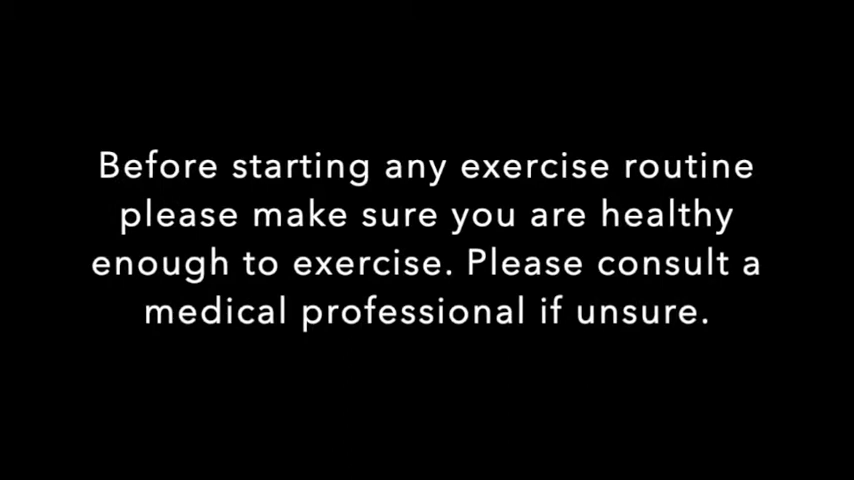 Before starting any exercise routine
please make sure you are healthy
enough to exercise. Please consult a
medical professional if unsure.